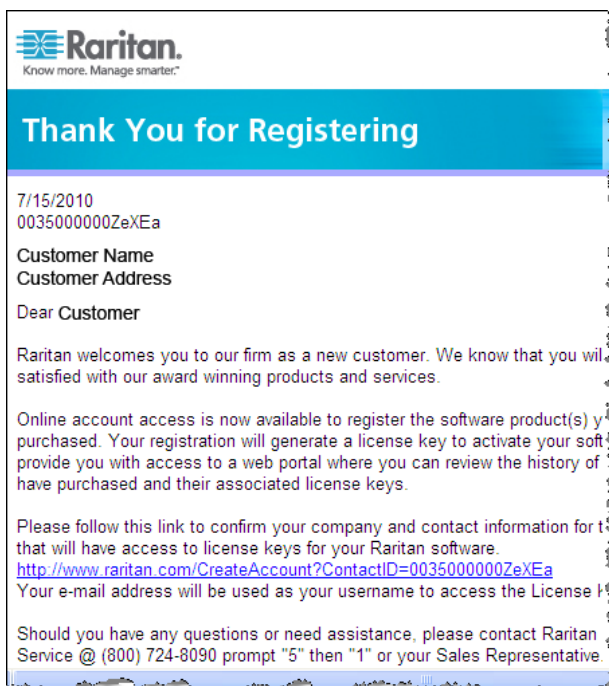 Raritan.
Know more. Manage smarter.™
Thank You for Registering
7/15/2010
0035000000ZeXEa
Customer Name
Customer Address
Dear Customer
Raritan welcomes you to our firm as a new customer. We know that you wil
satisfied with our award winning products and services.
Online account access is now available to register the software product(s) y
purchased. Your registration will generate a license key to activate your soft
provide you with access to a web portal where you can review the history of
have purchased and their associated license keys.
Please follow this link to confirm your company and contact information for t
that will have access to license keys for your Raritan software.
http://www.raritan.com/CreateAccount?ContactID=0035000000ZeXEa
Your e-mail address will be used as your username to access the License
Should you have any questions or need assistance, please contact Raritan
Service @ (800) 724-8090 prompt "5" then "1" or your Sales Representative.